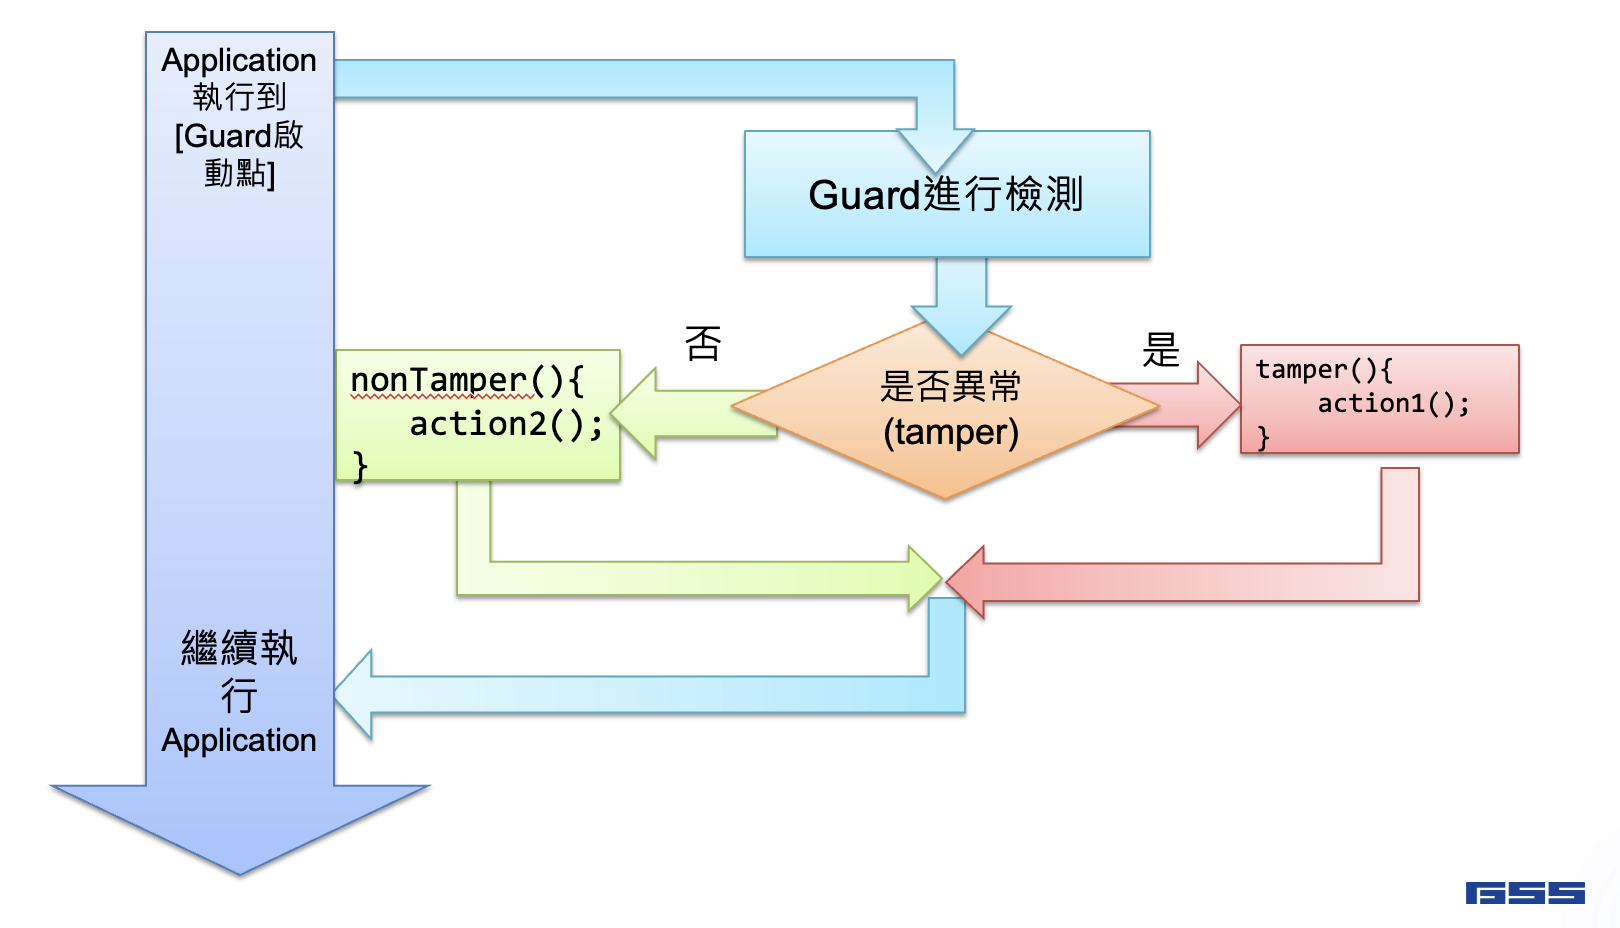 Application
執行到
[Guard啟
動點]
Guard進行檢測
否
是
nonTamper(){
action2();
}
是否異常
(tamper)
tamper(){
action1();
}
繼續執
行
Application
GSS